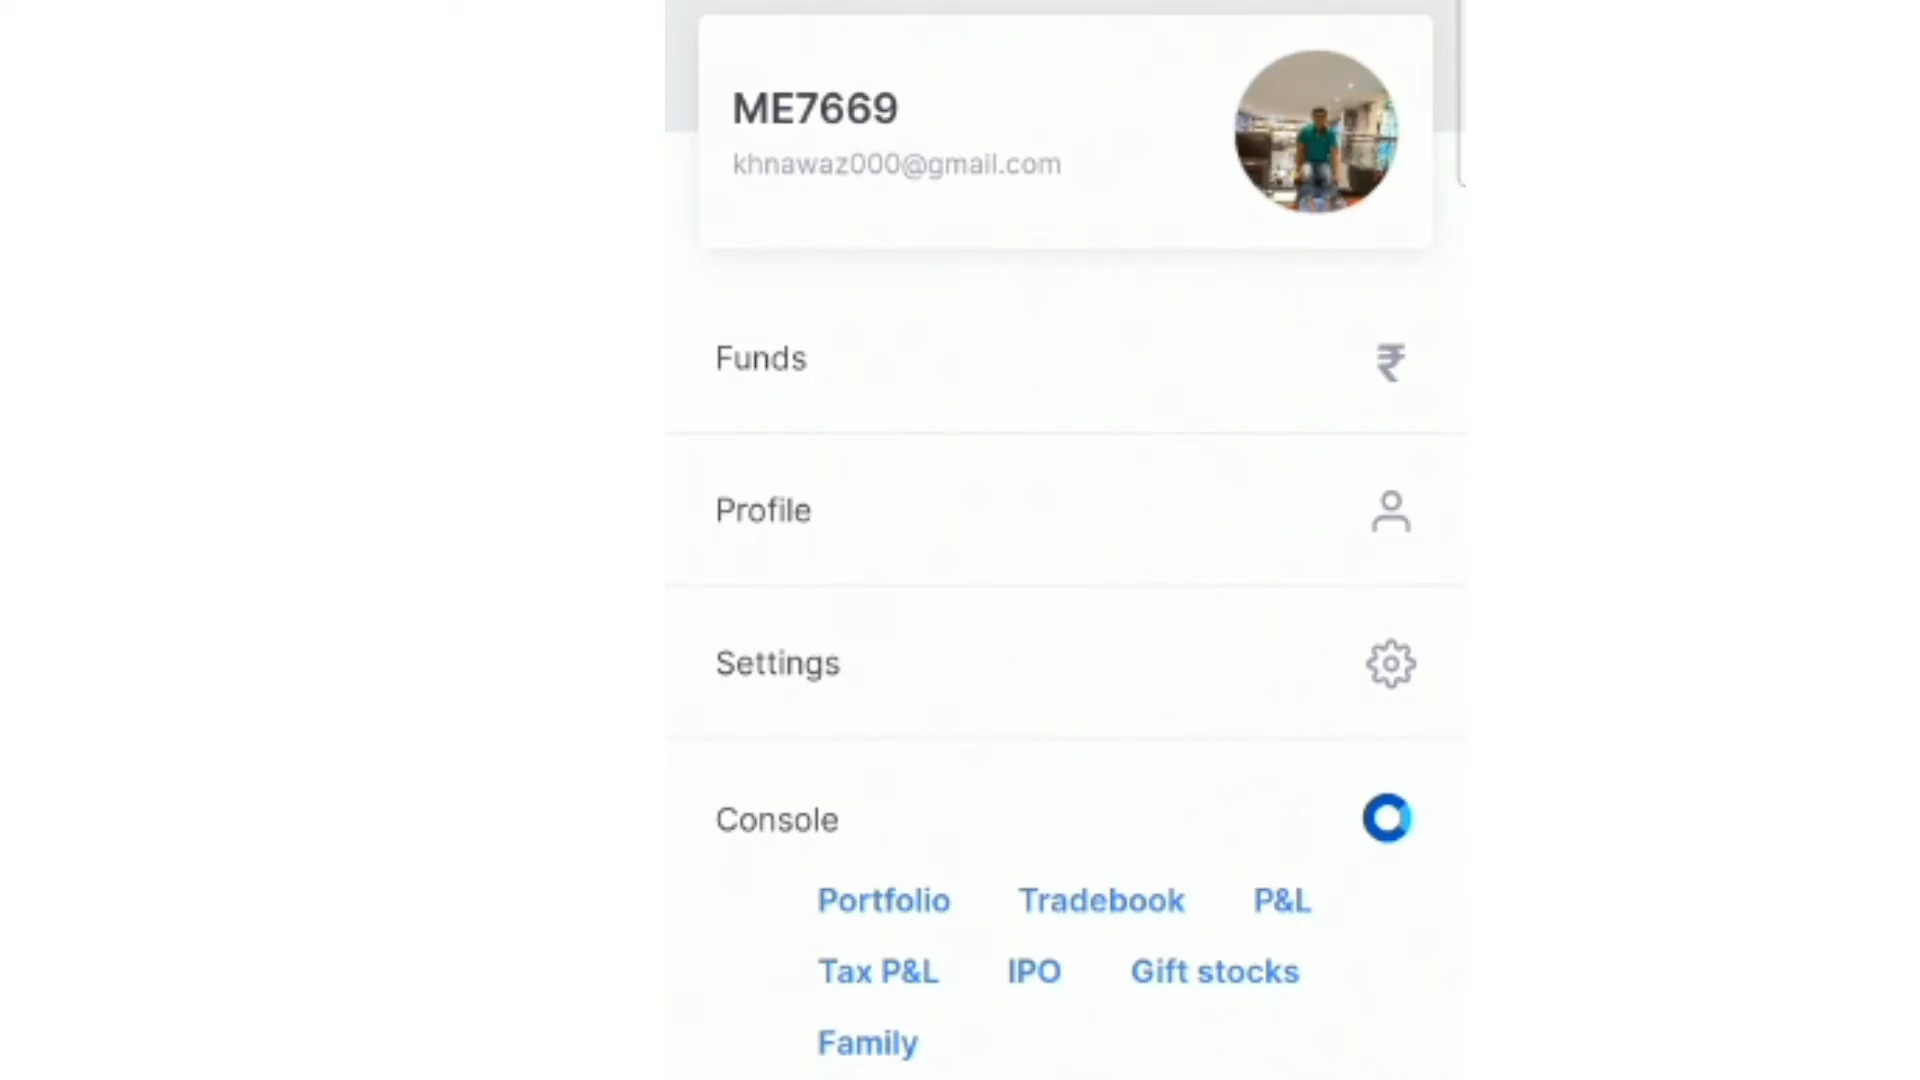 ME7669
khnawaz000@gmail.com
Funds
Profile
Settings
Console
Portfolio Tradebook P&L
Tax P&L IPO Gift stocks
Family